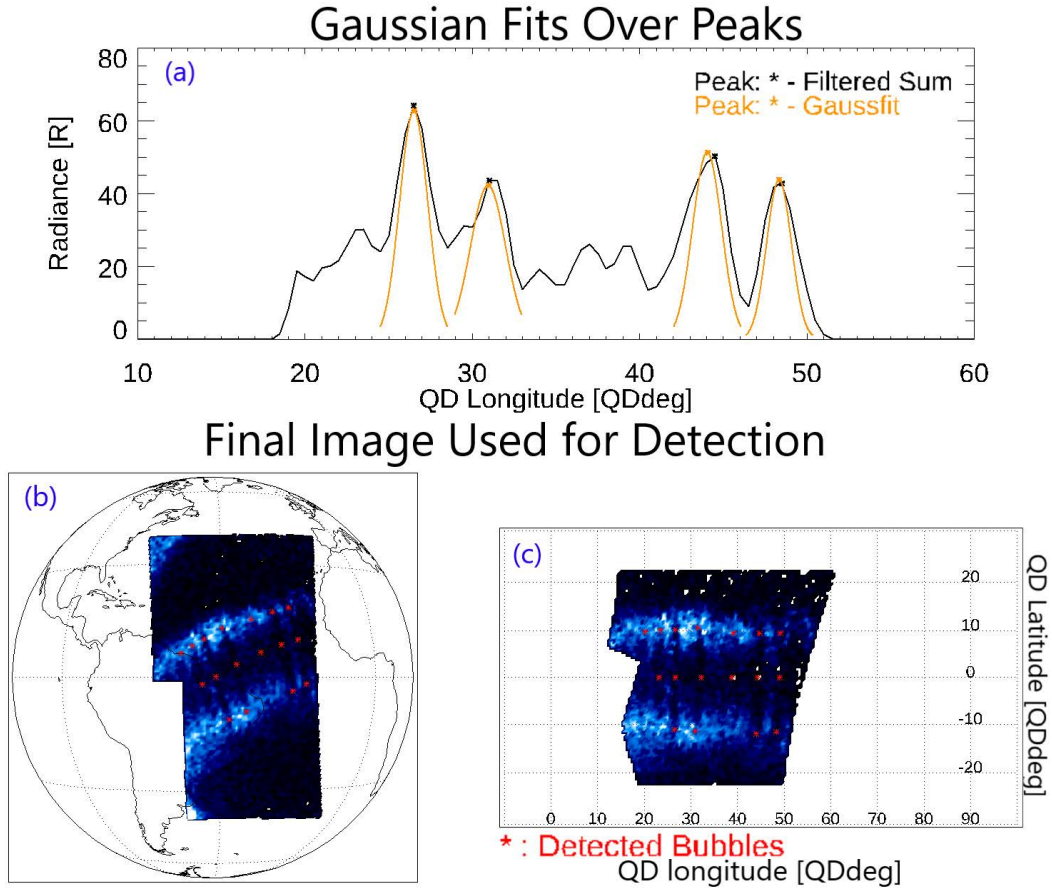 Gaussian Fits Over Peaks
(a)
Peak: * - Filtered Sum
Peak: * - Gaussfit
Radiance [R]
80
60
40
20
0
10 20 30 40 50 60
QD Longitude [QDdeg]
Final Image Used for Detection
(b)
(c)
20
10
0
-10
-20
QD Latitude [QDdeg]
0 10 20 30 40 50 60 70 80 90
* : Detected Bubbles
QD longitude [QDdeg]